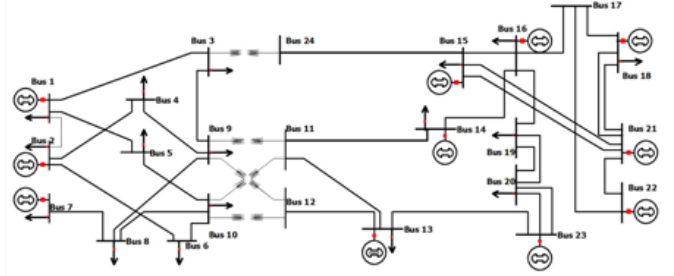 Bus 17
Bus 16
Bus 3
Bus 24
Bus 15
Bus 18
Bus 1
Bus 4
Bus 9
Bus 11
Bus 14
Bus 21
Bus 2
Bus 5
Bus 19
Bus 20
Bus 22
Bus 7
Bus 12
Bus 8
Bus 6
Bus 10
Bus 13
Bus 23